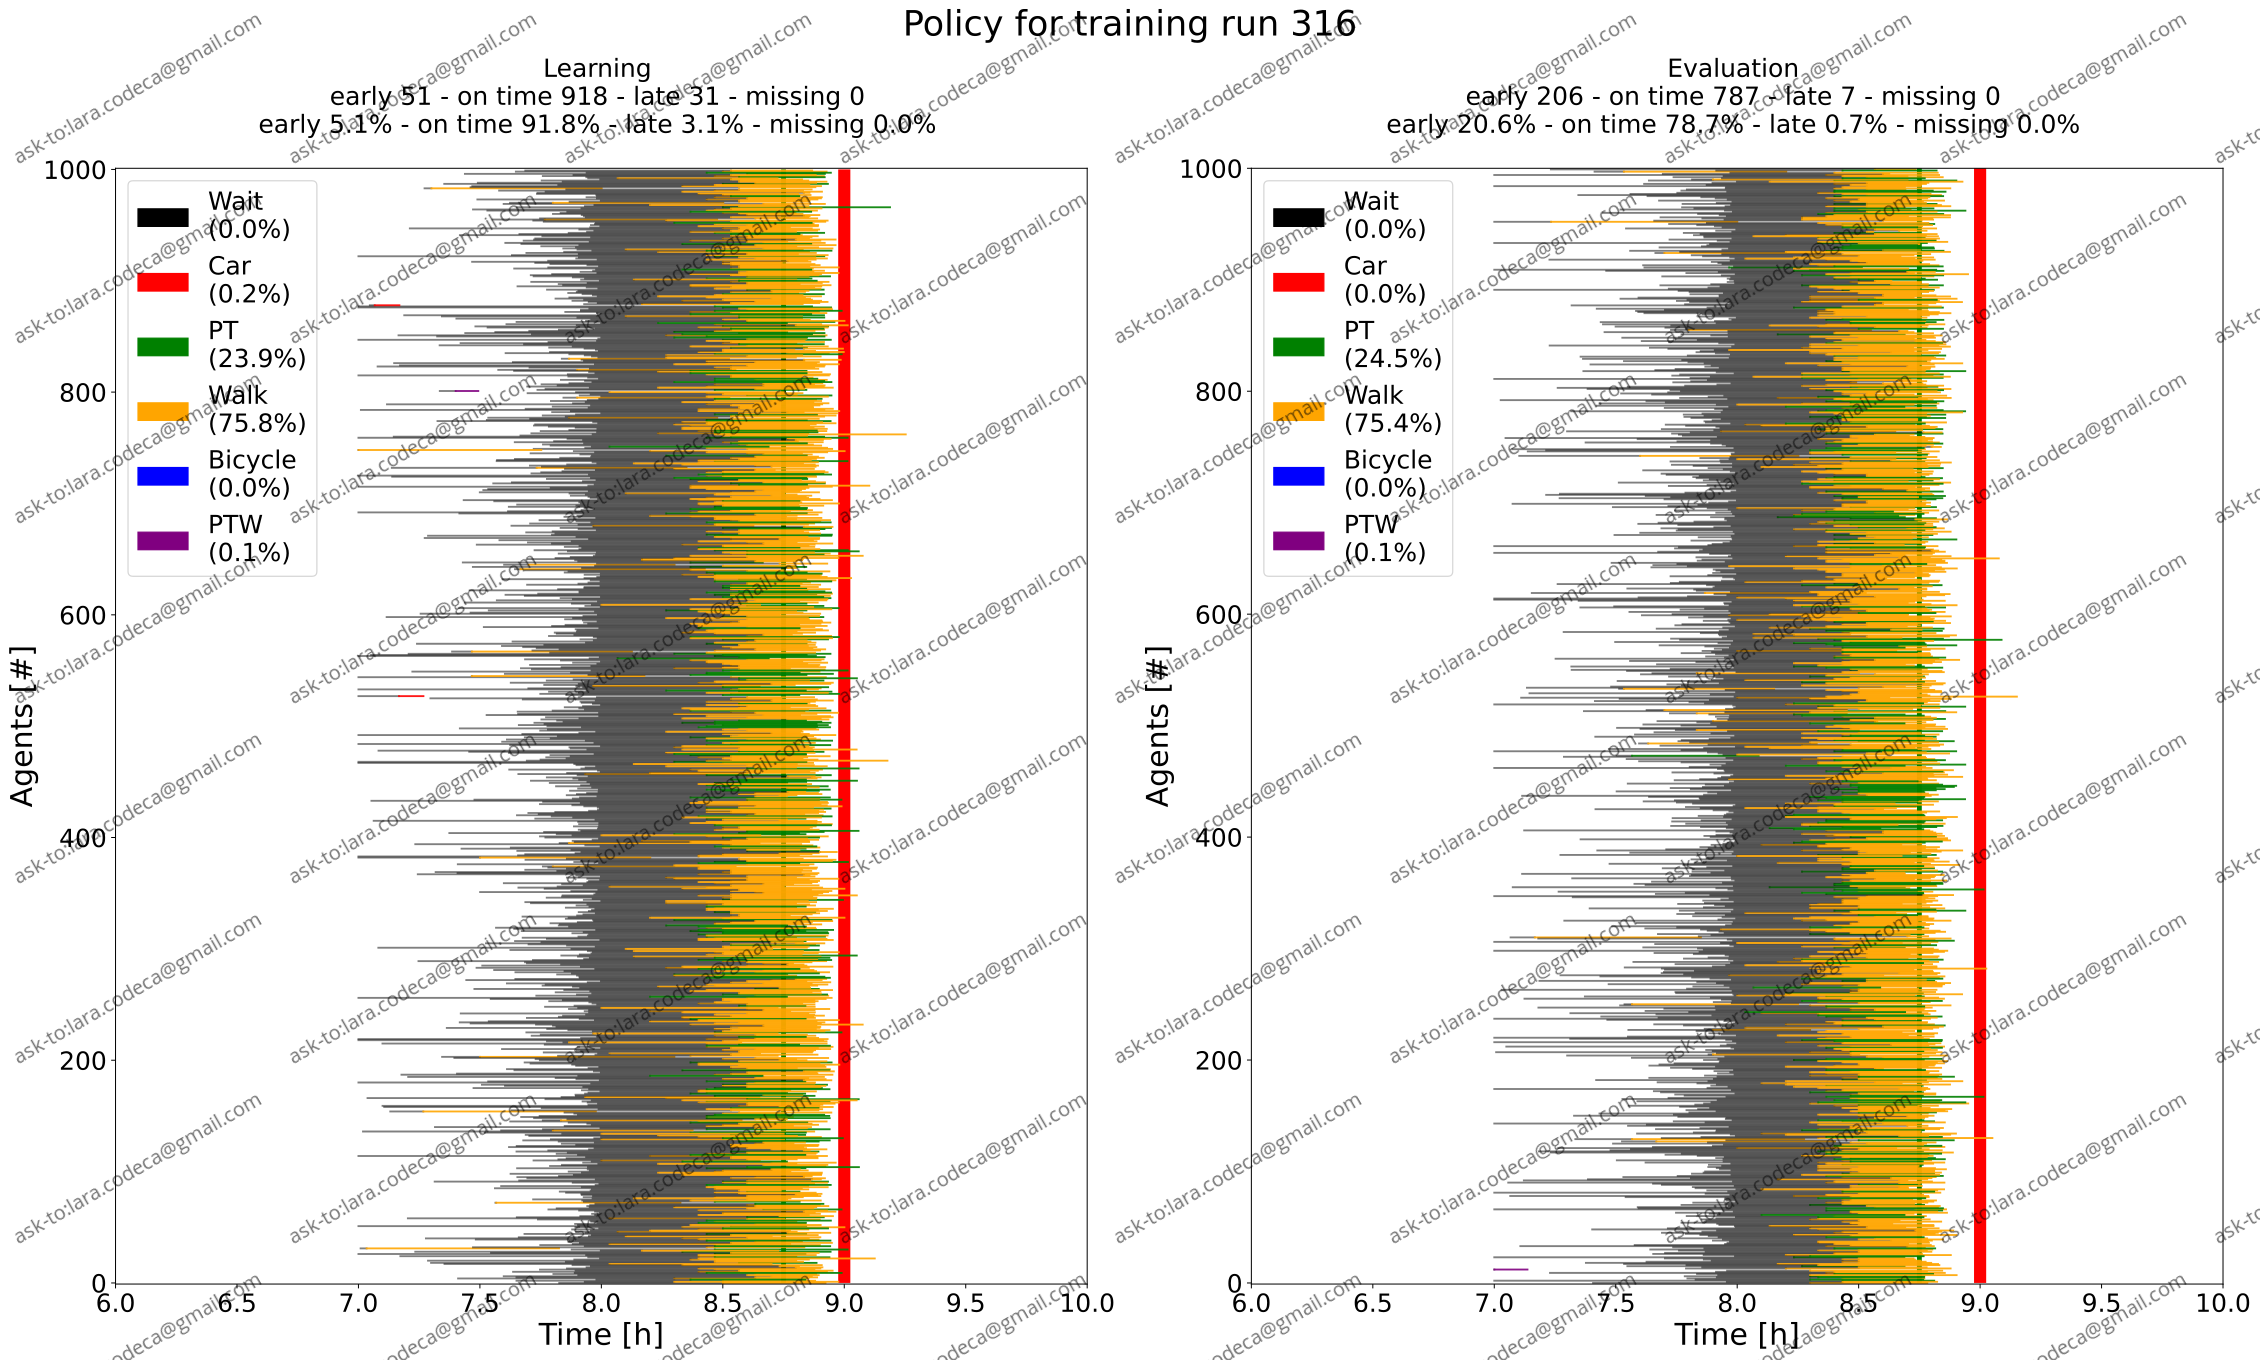 Policy for training run 316
Learning
early 51 - on time 918 - late 31 - missing 0
early 5.1% - on time 91.8% - late 3.1% - missing 0.0%
Evaluation
early 206 - on time 787 - late 7 - missing 0
early 20.6% - on time 78.7% - late 0.7% - missing 0.0%
Wait
(0.0%)
Car
(0.2%)
PT
(23.9%)
Walk
(75.8%)
Bicycle
(0.0%)
PTW
(0.1%)
Agents [#]
1000
800
600
400
200
0
6.0 6.5 7.0 7.5 8.0 8.5 9.0 9.5 10.0
Time [h]
Wait
(0.0%)
Car
(0.0%)
PT
(24.5%)
Walk
(75.4%)
Bicycle
(0.0%)
PTW
(0.1%)
Agents [#]
1000
800
600
400
200
0
6.0 6.5 7.0 7.5 8.0 8.5 9.0 9.5 10.0
Time [h]
ask-to:lara.codeca@gmail.com